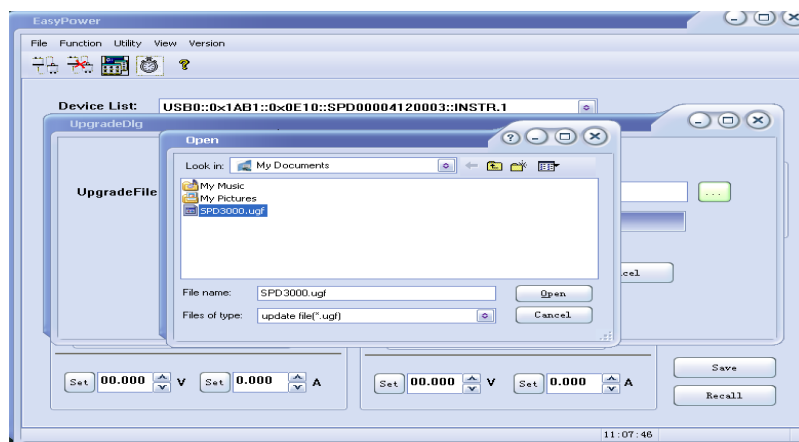 EasyPower
File Function Utility View Version
Device List: USB0::0x1AB1::0x0E10::SPD00004120003::INSTR.1
UpgradeDlg
Open
Look in: My Documents
My Music
My Pictures
SPD3000.ugf
UpgradeFile
...
File name: SPD3000.ugf Open
Files of type: update file(*.ugf) Cancel
cel
Set 00.000 V Set 0.000 A Set 00.000 V Set 0.000 A
Save
Recall
11:07:46